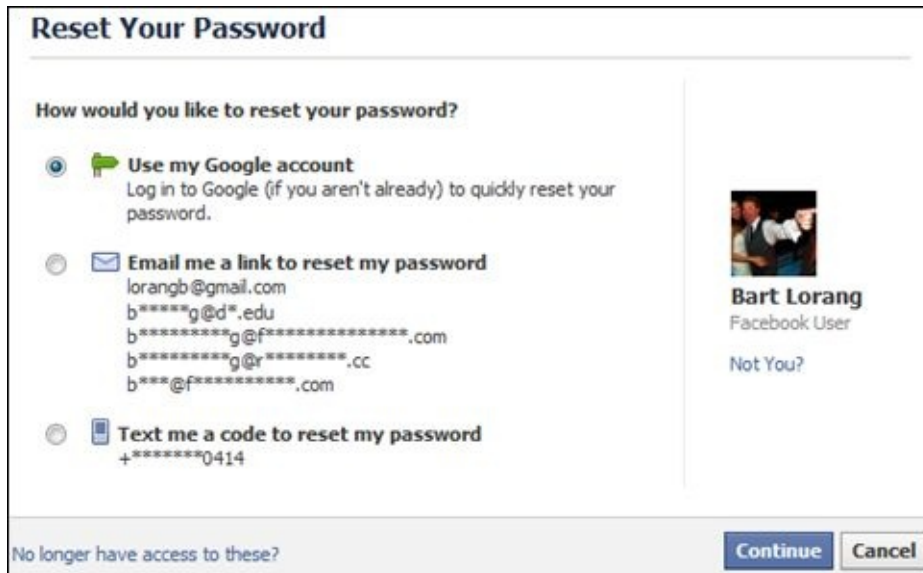 Reset Your Password
How would you like to reset your password?
Use my Google account
Log in to Google (if you aren't already) to quickly reset your
password.
Email me a link to reset my password
lorangb@gmail.com
b*****g@d*.edu
b*********g@f**************.com
b*********g@r********.cc
b***@f**********.com
Text me a code to reset my password
+*******0414
Bart Lorang
Facebook User
Not You?
No longer have access to these?
Continue
Cancel